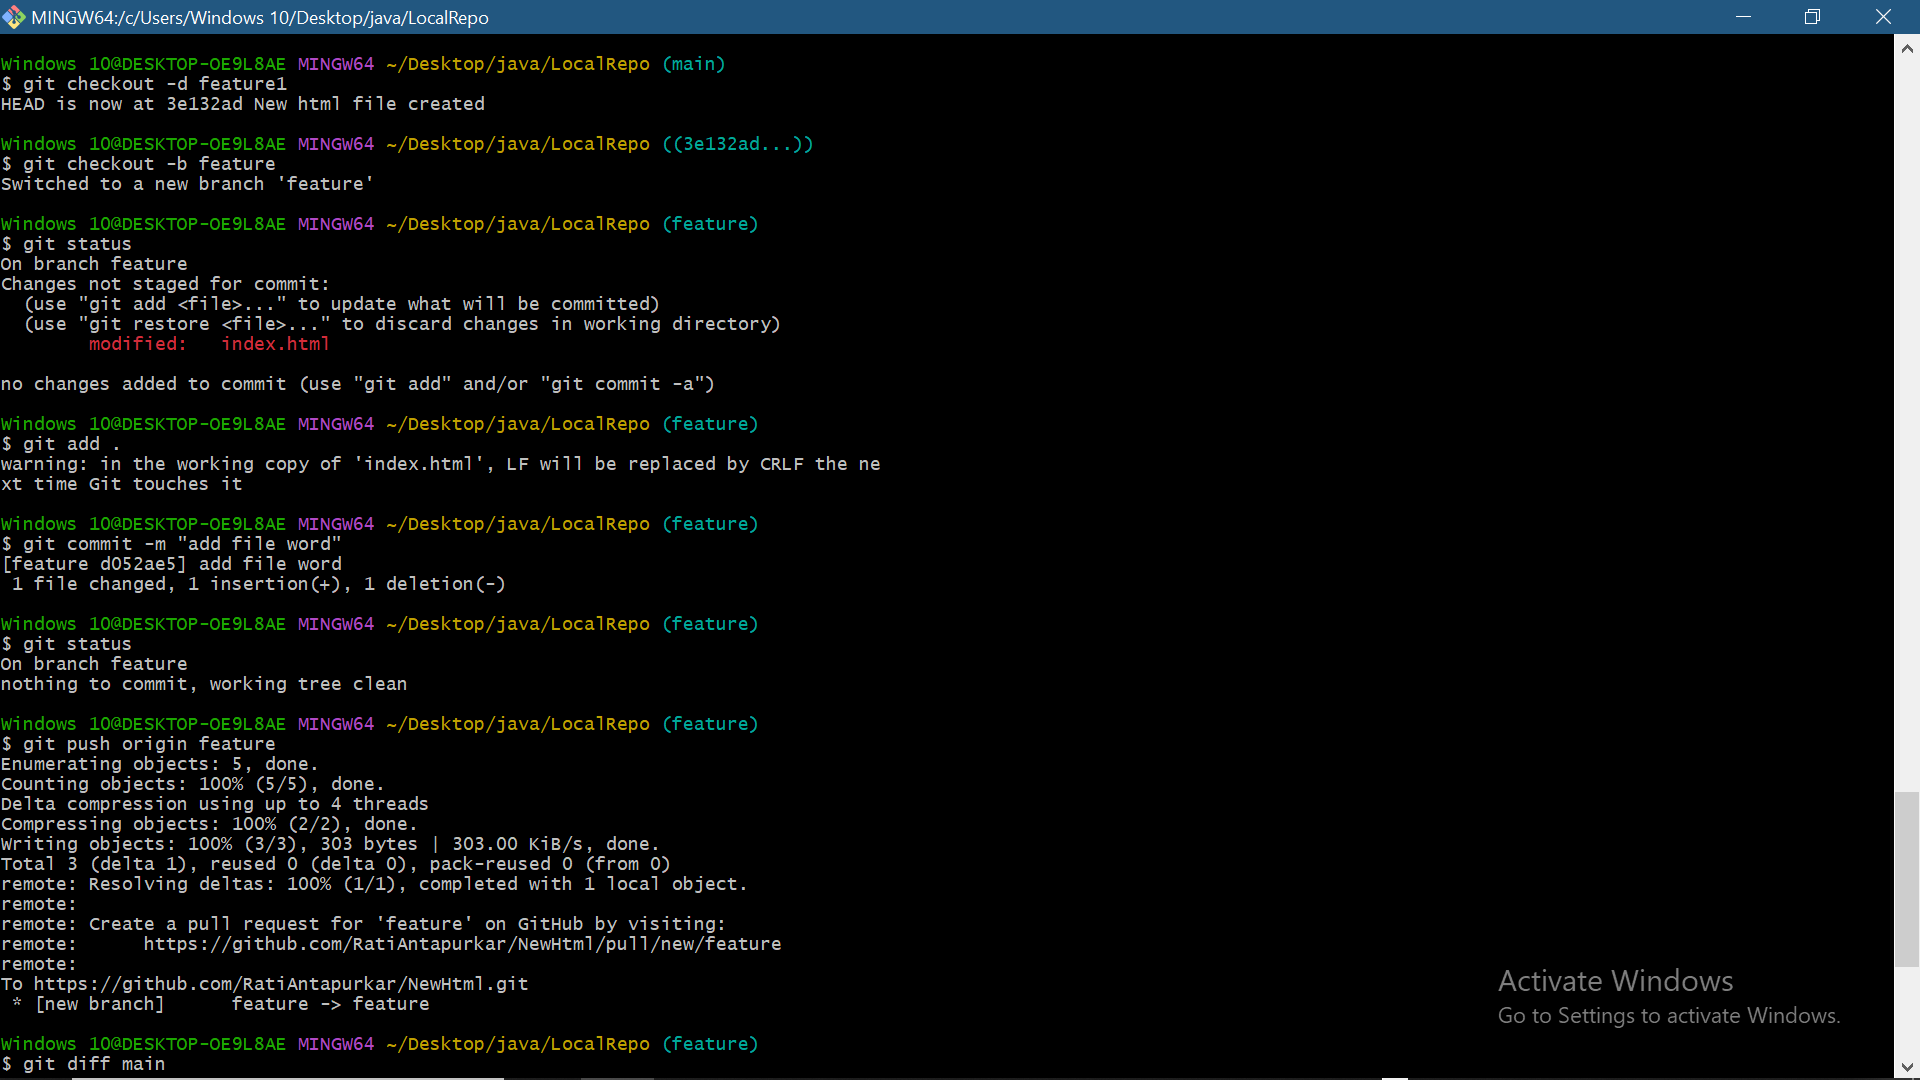 MINGW64:/c/Users/Windows 10/Desktop/java/LocalRepo
Windows 10@DESKTOP-OE9L8AE MINGW64 ~/Desktop/java/LocalRepo (main)
$ git checkout -d feature1
HEAD is now at 3e132ad New html file created
Windows 10@DESKTOP-OE9L8AE MINGW64 ~/Desktop/java/LocalRepo ((3e132ad...))
$ git checkout -b feature
Switched to a new branch 'feature'
Windows 10@DESKTOP-OE9L8AE MINGW64 ~/Desktop/java/LocalRepo (feature)
$ git status
On branch feature
Changes not staged for commit:
  (use "git add <file>..." to update what will be committed)
  (use "git restore <file>..." to discard changes in working directory)
        modified:   index.html
no changes added to commit (use "git add" and/or "git commit -a")
Windows 10@DESKTOP-OE9L8AE MINGW64 ~/Desktop/java/LocalRepo (feature)
$ git add .
warning: in the working copy of 'index.html', LF will be replaced by CRLF the ne
xt time Git touches it
Windows 10@DESKTOP-OE9L8AE MINGW64 ~/Desktop/java/LocalRepo (feature)
$ git commit -m "add file word"
[feature d052ae5] add file word
 1 file changed, 1 insertion(+), 1 deletion(-)
Windows 10@DESKTOP-OE9L8AE MINGW64 ~/Desktop/java/LocalRepo (feature)
$ git status
On branch feature
nothing to commit, working tree clean
Windows 10@DESKTOP-OE9L8AE MINGW64 ~/Desktop/java/LocalRepo (feature)
$ git push origin feature
Enumerating objects: 5, done.
Counting objects: 100% (5/5), done.
Delta compression using up to 4 threads
Compressing objects: 100% (2/2), done.
Writing objects: 100% (3/3), 303 bytes | 303.00 KiB/s, done.
Total 3 (delta 1), reused 0 (delta 0), pack-reused 0 (from 0)
remote: Resolving deltas: 100% (1/1), completed with 1 local object.
remote:
remote: Create a pull request for 'feature' on GitHub by visiting:
remote:      https://github.com/RatiAntapurkar/NewHtml/pull/new/feature
remote:
To https://github.com/RatiAntapurkar/NewHtml.git
 * [new branch]      feature -> feature
Windows 10@DESKTOP-OE9L8AE MINGW64 ~/Desktop/java/LocalRepo (feature)
$ git diff main
Activate Windows
Go to Settings to activate Windows.